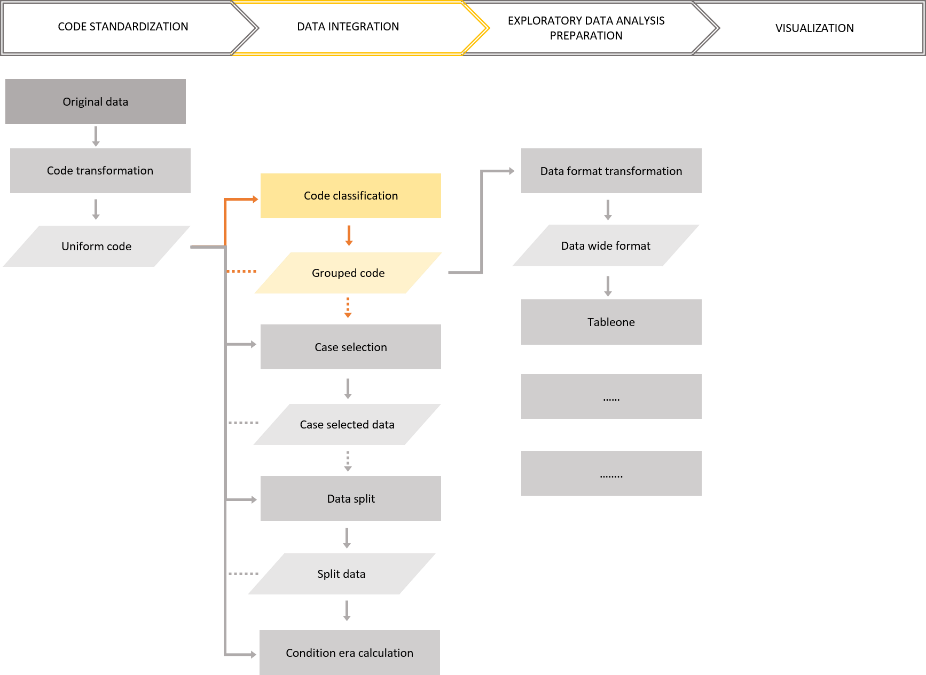 CODE STANDARDIZATION
DATA INTEGRATION
EXPLORATORY DATA ANALYSIS
PREPARATION
VISUALIZATION
Original data
Code transformation
Uniform code
Code classification
Grouped code
Case selection
Case selected data
Data split
Split data
Condition era calculation
Data format transformation
Data wide format
Tableone
......
........